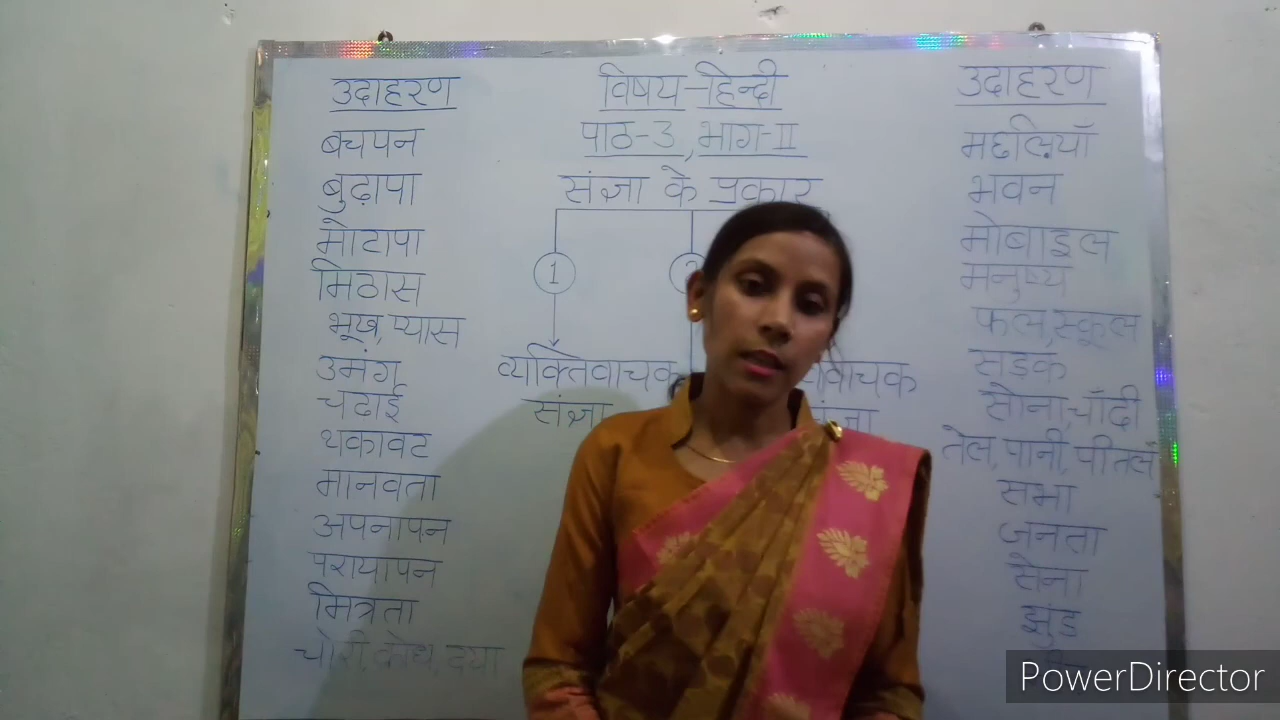 उदाहरण
बचपन
बुढ़ापा
मोटापा
मिठास
भूख, प्यास
उमंग
चढाई
थकावट
मानवता
अपनापन
परायापन
मित्रता
चोरी, क्रोध, दया
विषय-हिन्दी
पाठ-3, भाग-II
संज्ञा के प्रकार
1
व्यक्तिवाचक
संज्ञा
वाचक
संज्ञा
उदाहरण
मछलियाँ
भवन
मोबाइल
मनुष्य
फल, स्कूल
सड़क
सोना, चाँदी
तेल, पानी, पीतल
सभा
जनता
सेना
झुंड
PowerDirector